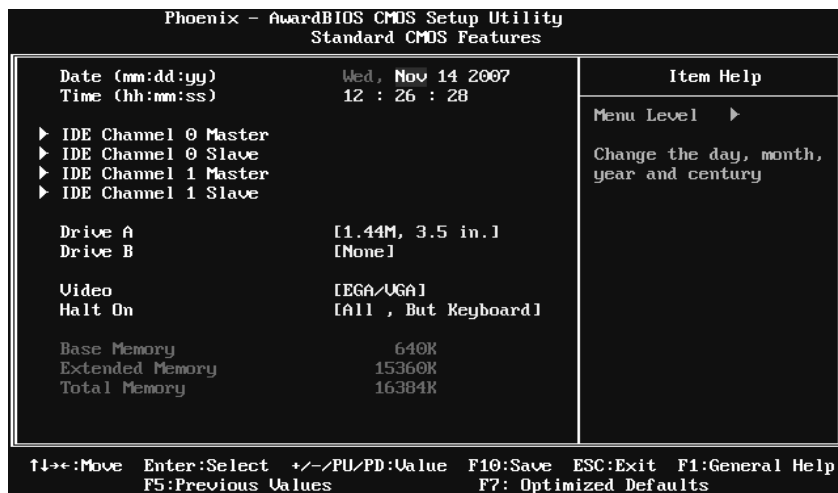 Phoenix - AwardBIOS CMOS Setup Utility
Standard CMOS Features
Date (mm:dd:yy) Wed, Nov 14 2007
Time (hh:mm:ss) 12 : 26 : 28
▶ IDE Channel 0 Master
▶ IDE Channel 0 Slave
▶ IDE Channel 1 Master
▶ IDE Channel 1 Slave
Drive A [1.44M, 3.5 in.]
Drive B [None]
Video [EGA/VGA]
Halt On [All , But Keyboard]
Base Memory 640K
Extended Memory 15360K
Total Memory 16384K
Item Help
Menu Level ▶
Change the day, month,
year and century
↑↓→←:Move Enter:Select +/-/PU/PD:Value F10:Save ESC:Exit F1:General Help
F5:Previous Values F7: Optimized Defaults